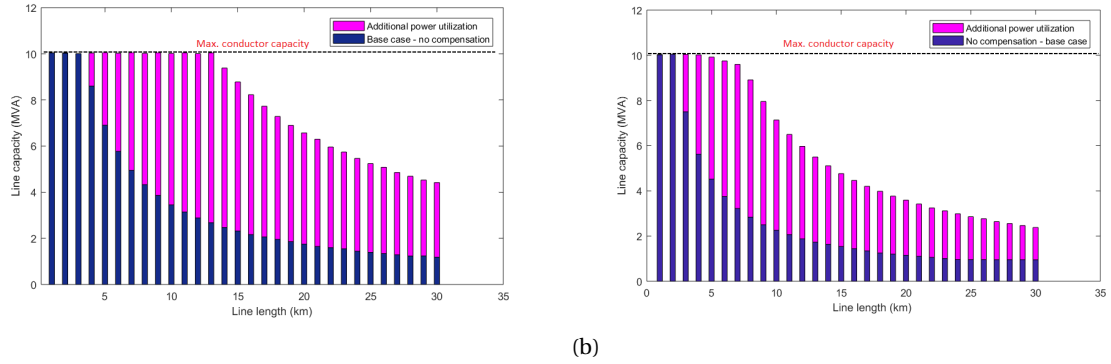 12
10
8
6
4
2
0
Line capacity (MVA)
5
10
15
20
25
30
35
Line length (km)
Max. conductor capacity
Additional power utilization
Base case - no compensation
12
10
8
6
4
2
0
Line capacity (MVA)
0
5
10
15
20
25
30
35
Line length (km)
Max. conductor capacity
Additional power utilization
No compensation - base case
(b)